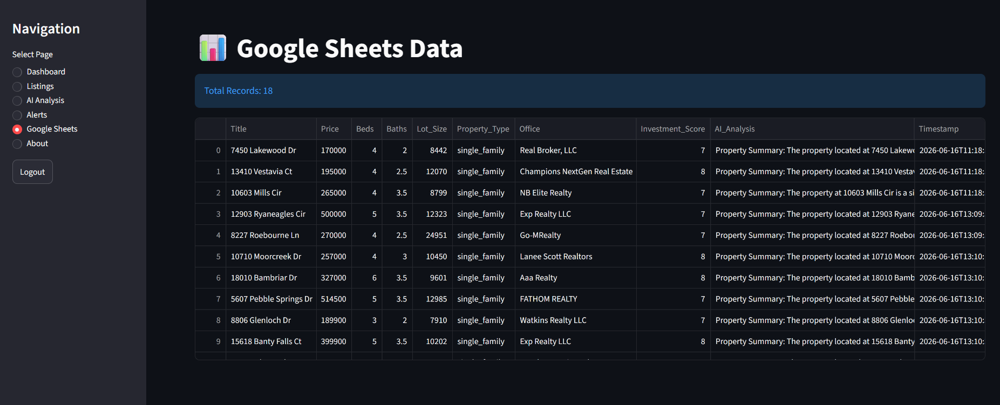 Navigation
Select Page
Dashboard
Listings
AI Analysis
Alerts
Google Sheets
About
Logout
Google Sheets Data
Total Records: 18
Title Price Beds Baths Lot_Size Property_Type Office Investment_Score AI_Analysis Timestamp
0 7450 Lakewood Dr 170000 4 2 8442 single_family Real Broker, LLC 7 Property Summary: The property located at 7450 Lakewo 2026-06-16T11:18:
1 13410 Vestavia Ct 195000 4 2.5 12070 single_family Champions NextGen Real Estate 8 Property Summary: The property located at 13410 Vestav 2026-06-16T11:18:
2 10603 Mills Cir 265000 4 3.5 8799 single_family NB Elite Realty 7 Property Summary: The property at 10603 Mills Cir is a si 2026-06-16T11:18:
3 12903 Ryaneagles Cir 500000 5 3.5 12323 single_family Exp Realty LLC 7 Property Summary: The property located at 12903 Ryane 2026-06-16T13:09:
4 8227 Roebourne Ln 270000 4 2.5 24951 single_family Go-MRealty 7 Property Summary: The property located at 8227 Roebou 2026-06-16T13:09:
5 10710 Moorcreek Dr 257000 4 3 10450 single_family Lanee Scott Realtors 8 Property Summary: The property located at 10710 Moorc 2026-06-16T13:10:
6 18010 Bambriar Dr 327000 6 3.5 9601 single_family Aaa Realty 8 Property Summary: The property located at 18010 Bamb 2026-06-16T13:10:
7 5607 Pebble Springs Dr 514500 5 3.5 12985 single_family FATHOM REALTY 7 Property Summary: The property located at 5607 Pebble 2026-06-16T13:10:
8 8806 Glenloch Dr 189900 3 2 7910 single_family Watkins Realty LLC 7 Property Summary: The property located at 8806 Glenlo 2026-06-16T13:10:
9 15618 Banty Falls Ct 399900 5 3.5 10202 single_family Exp Realty LLC 8 Property Summary: The property located at 15618 Banty 2026-06-16T13:10: